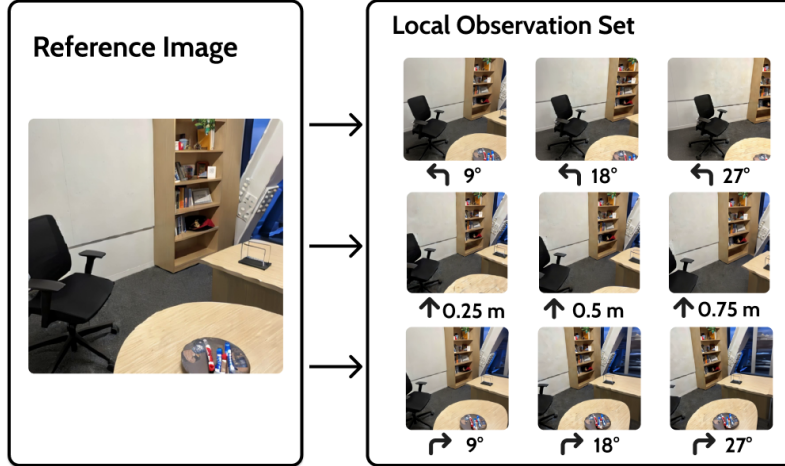 Reference Image
Local Observation Set
9°
18°
27°
0.25 m
0.5 m
0.75 m
9°
18°
27°